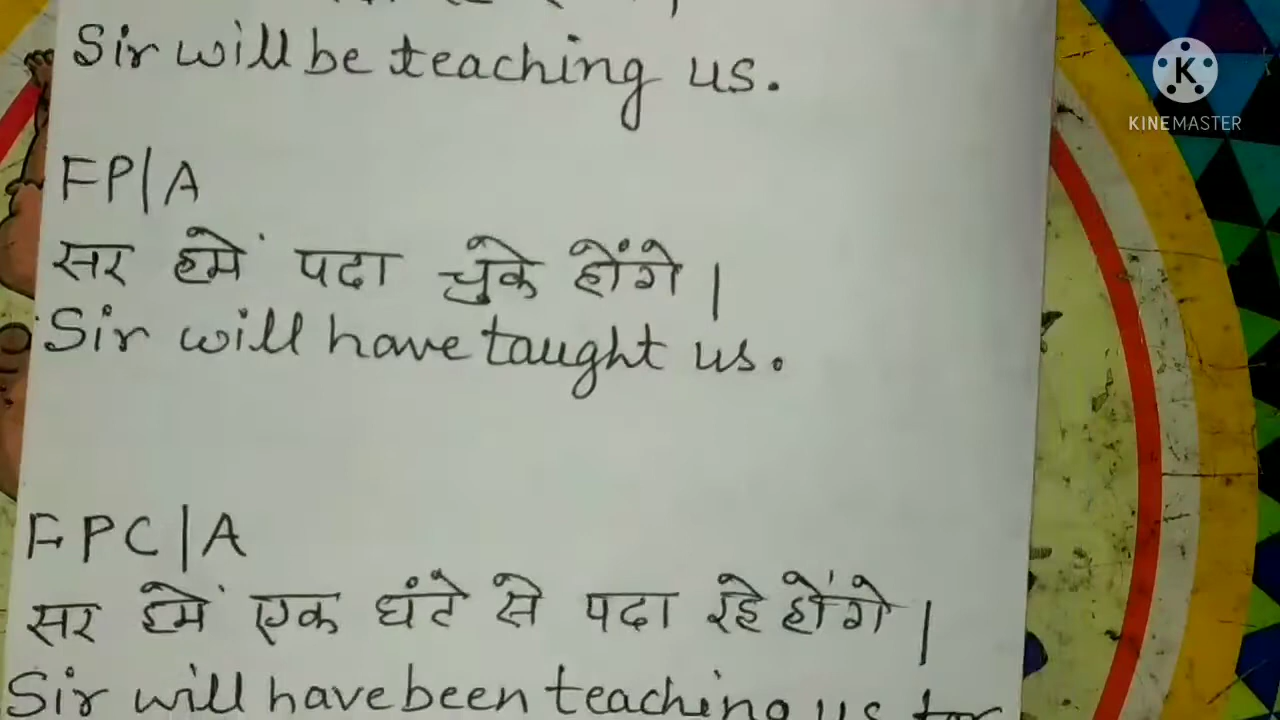 Sir will be teaching us.
FP|A
सर हमें पढा चुके होंगे |
Sir will have taught us.
FPC|A
सर हमें एक घंटे से पढा रहे होंगे |
Sir will have been teaching us for
K
KINEMASTER